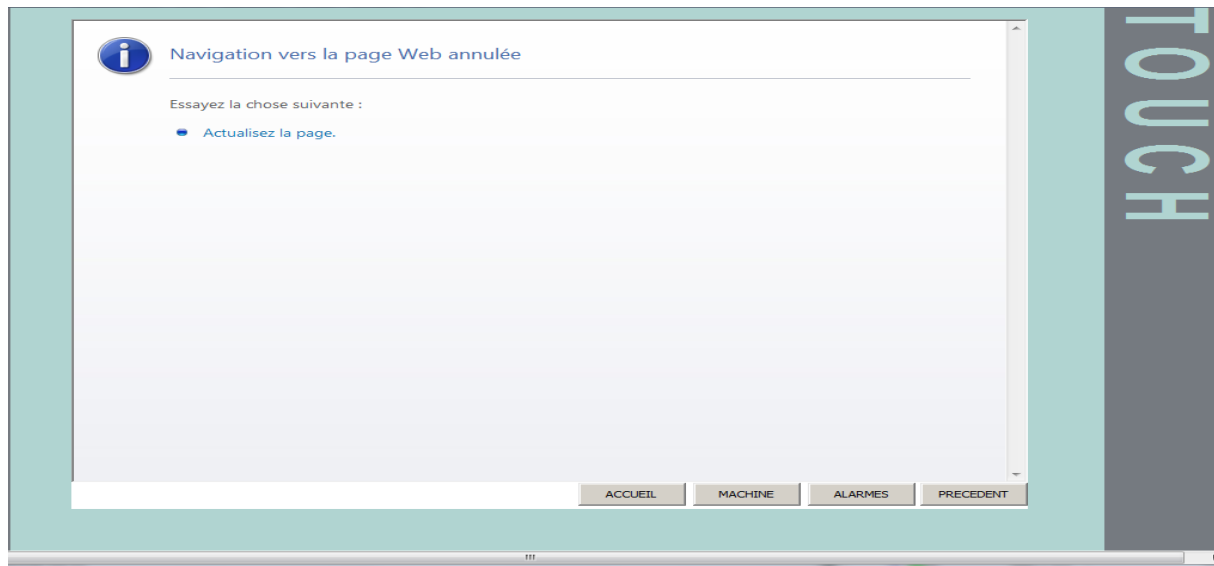 Navigation vers la page Web annulée
Essayez la chose suivante :
Actualisez la page.
ACCUEIL MACHINE ALARMES PRECEDENT
TOUCH